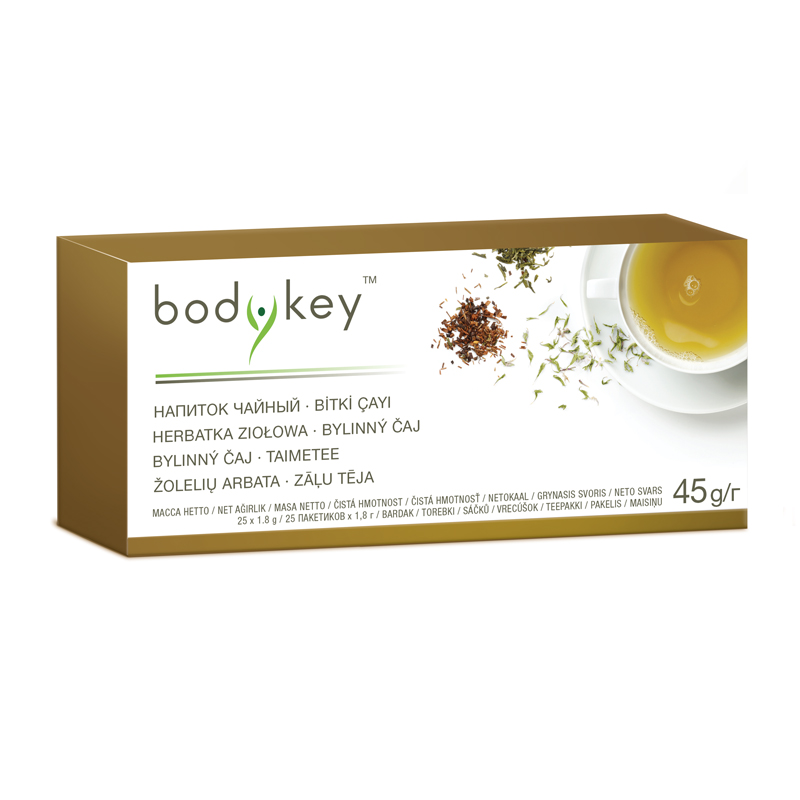 bodykey™
НАПИТОК ЧАЙНЫЙ · BİTKİ ÇAYI
HERBATKA ZIOŁOWA · BYLINNÝ ČAJ
BYLINNÝ ČAJ · TAIMETEE
ŽOLELIŲ ARBATA · ZĀĻU TĒJA
МАССА НЕТТО / NET AĞIRLIK / MASA NETTO / ČISTÁ HMOTNOST / ČISTÁ HMOTNOSŤ / NETOKAAL / GRYNASIS SVORIS / NETO SVARS
25 x 1.8 g / 25 ПАКЕТИКОВ x 1,8 г / BARDAK / TOREBKI / SÁČKŮ / VRECÚŠOK / TEEPAKKI / PAKELIS / MAISIŅU
45 g/г